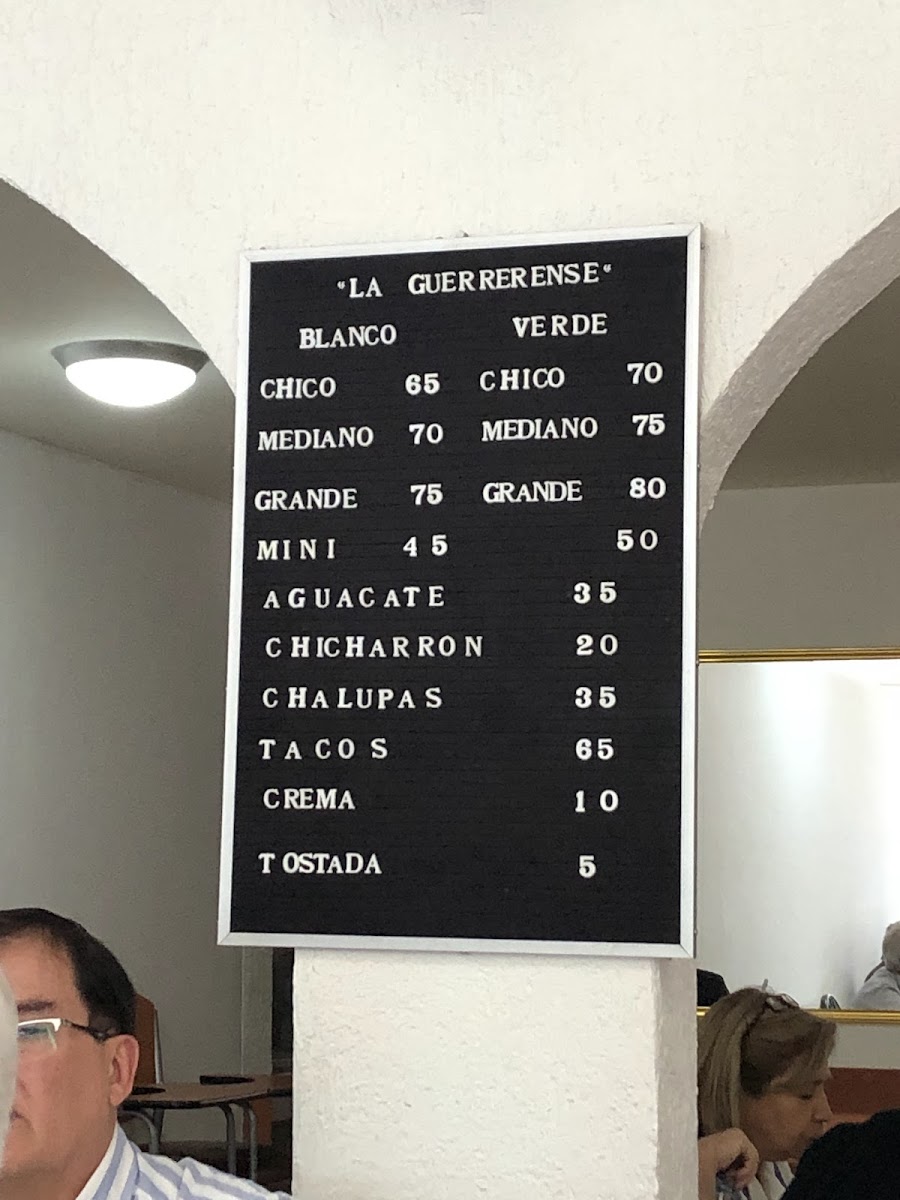 "LA GUERRERENSE"
BLANCO VERDE
CHICO 65 CHICO 70
MEDIANO 70 MEDIANO 75
GRANDE 75 GRANDE 80
MINI 45 50
AGUACATE 35
CHICHARRON 20
CHALUPAS 35
TACOS 65
CREMA 10
TOSTADA 5